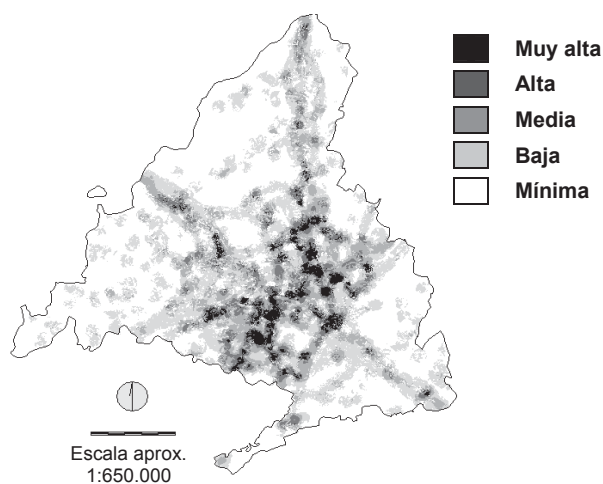 Muy alta
Alta
Media
Baja
Mínima
Escala aprox.
1:650.000